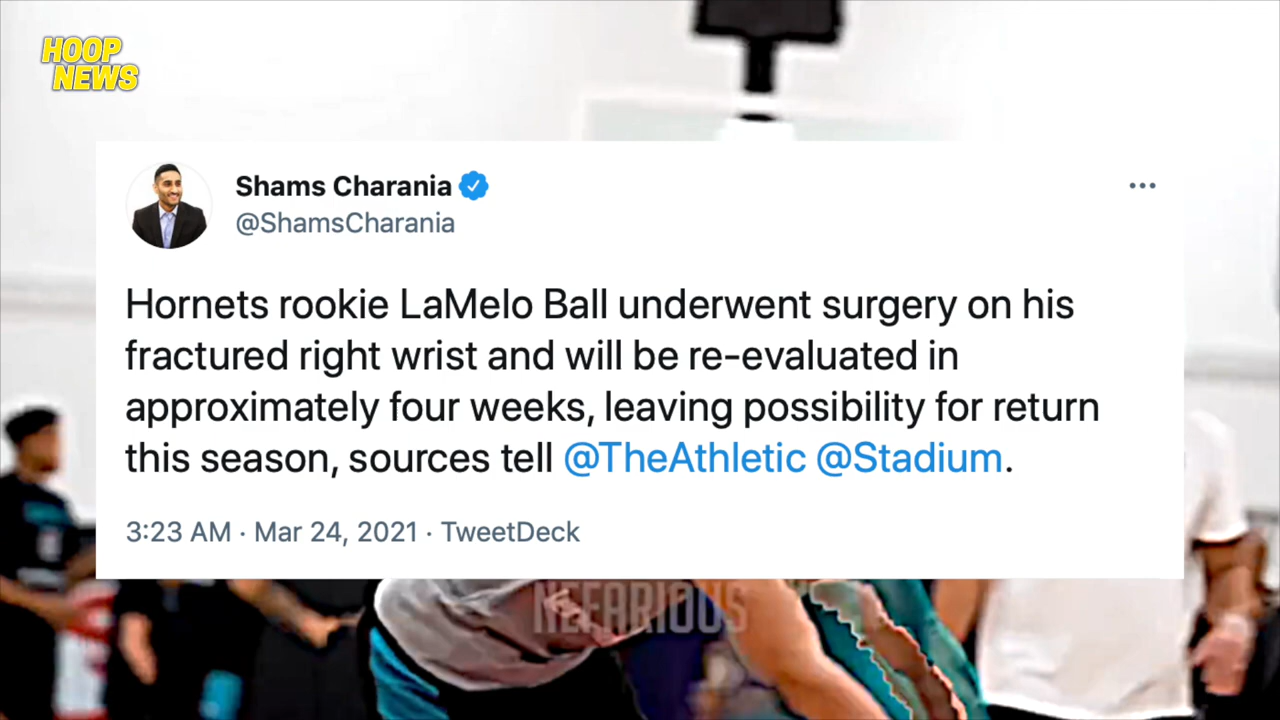 HOOP
NEWS
Shams Charania
@ShamsCharania
Hornets rookie LaMelo Ball underwent surgery on his
fractured right wrist and will be re-evaluated in
approximately four weeks, leaving possibility for return
this season, sources tell @TheAthletic @Stadium.
3:23 AM · Mar 24, 2021 · TweetDeck
NEFARIOUS